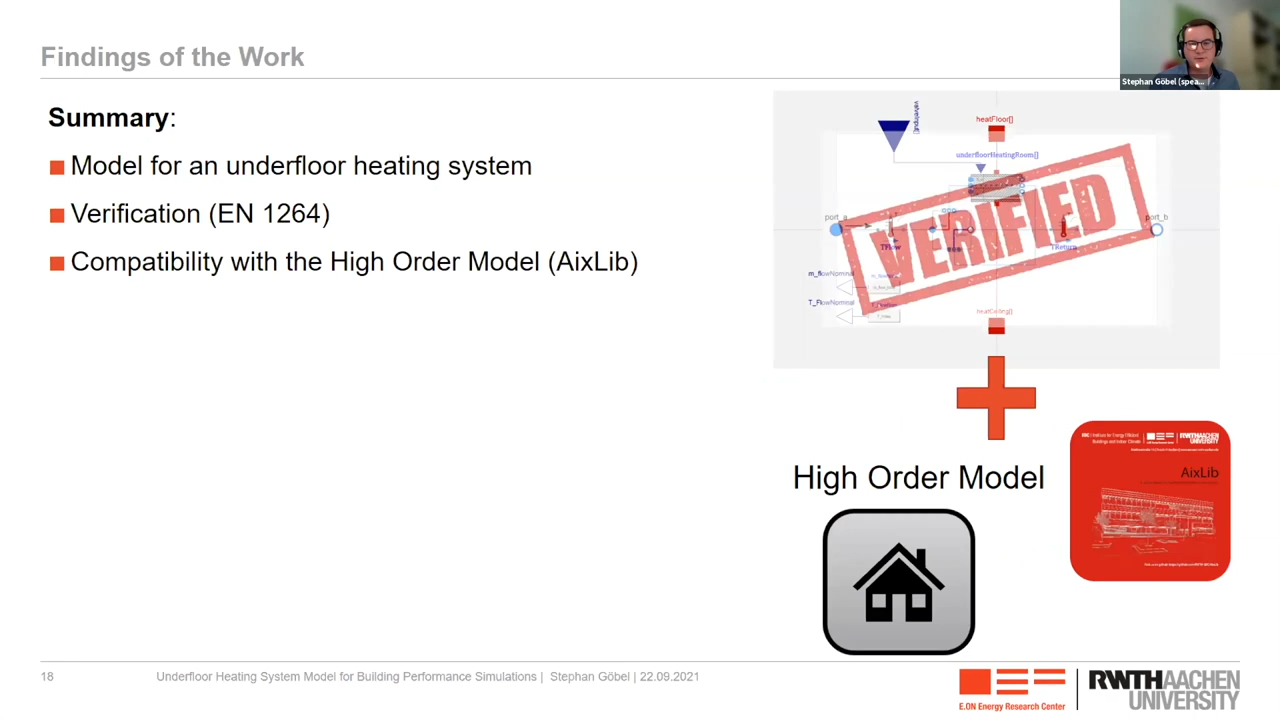 Findings of the Work
Stephan Göbel (spea...
Summary:
Model for an underfloor heating system
Verification (EN 1264)
Compatibility with the High Order Model (AixLib)
valveInput[]
heatFloor[]
underfloorHeatingRoom[]
VERIFIED
port_a
port_b
TFlow
TReturn
m_flowNominal
T_FlowNominal
heatCeiling[]
High Order Model
RWTHAACHEN
UNIVERSITY
AixLib
18
Underfloor Heating System Model for Building Performance Simulations | Stephan Göbel | 22.09.2021
E.ON Energy Research Center
RWTHAACHEN
UNIVERSITY